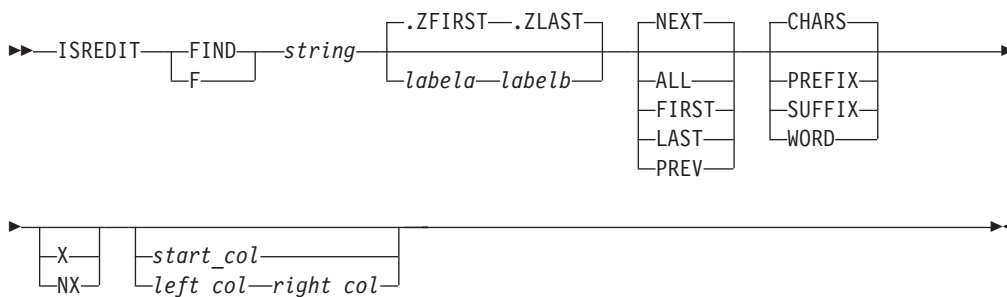 .ZFIRST .ZLAST NEXT CHARS
ISREDIT FIND string
F labela labelb ALL PREFIX
FIRST SUFFIX
LAST WORD
PREV
X start_col
NX left col right col